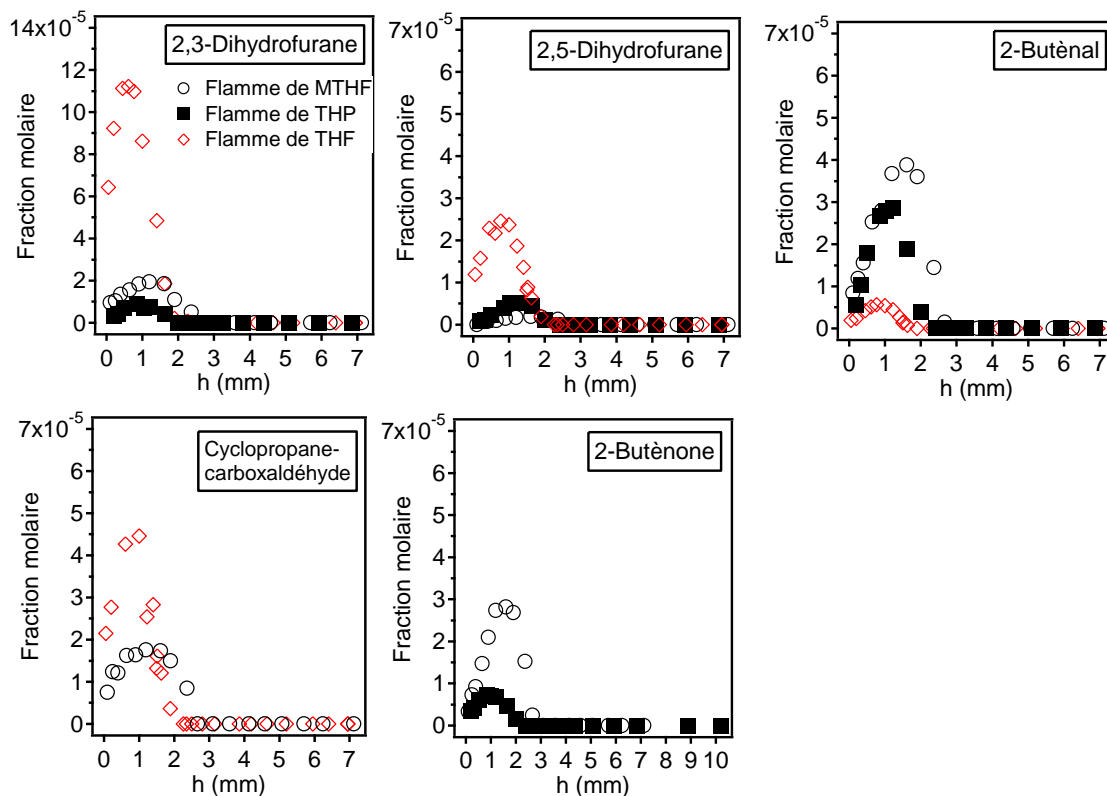 14x10-5
12
10
8
6
4
2
0
Fraction molaire
2,3-Dihydrofurane
Flamme de MTHF
Flamme de THP
Flamme de THF
0 1 2 3 4 5 6 7
h (mm)
7x10-5
6
5
4
3
2
1
0
Fraction molaire
2,5-Dihydrofurane
0 1 2 3 4 5 6 7
h (mm)
7x10-5
6
5
4
3
2
1
0
Fraction molaire
2-Butènal
0 1 2 3 4 5 6 7
h (mm)
7x10-5
6
5
4
3
2
1
0
Fraction molaire
Cyclopropane-
carboxaldéhyde
0 1 2 3 4 5 6 7
h (mm)
7x10-5
6
5
4
3
2
1
0
Fraction molaire
2-Butènone
0 1 2 3 4 5 6 7 8 9 10
h (mm)